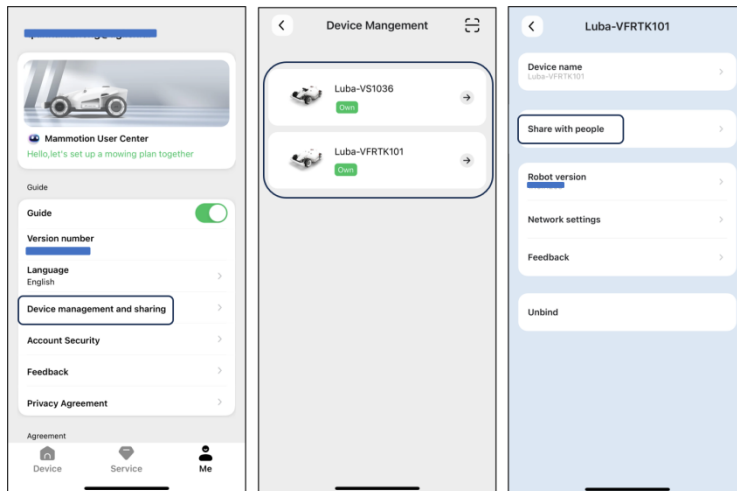 Mammotion User Center
Hello,let's set up a mowing plan together
Guide
Guide
Version number
Language
English
Device management and sharing
Account Security
Feedback
Privacy Agreement
Agreement
Device
Service
Me
Device Mangement
Luba-VS1036
Own
Luba-VFRTK101
Own
Luba-VFRTK101
Device name
Luba-VFRTK101
Share with people
Robot version
Network settings
Feedback
Unbind